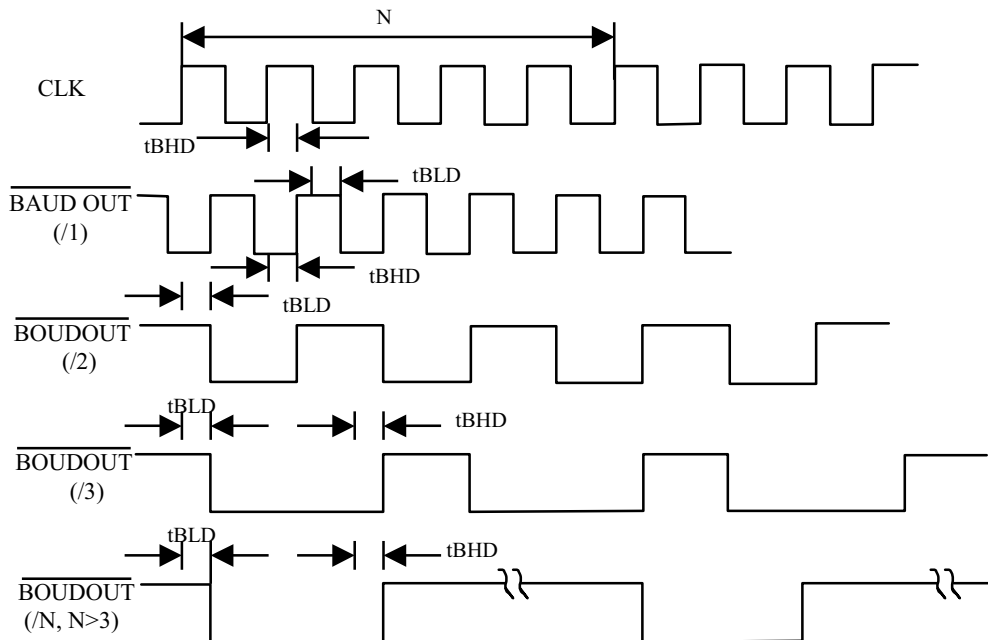 N
CLK
tBHD
tBLD
BAUD OUT
(/1)
tBHD
tBLD
BOUDOUT
(/2)
tBLD
tBHD
BOUDOUT
(/3)
tBLD
tBHD
BOUDOUT
(/N, N>3)